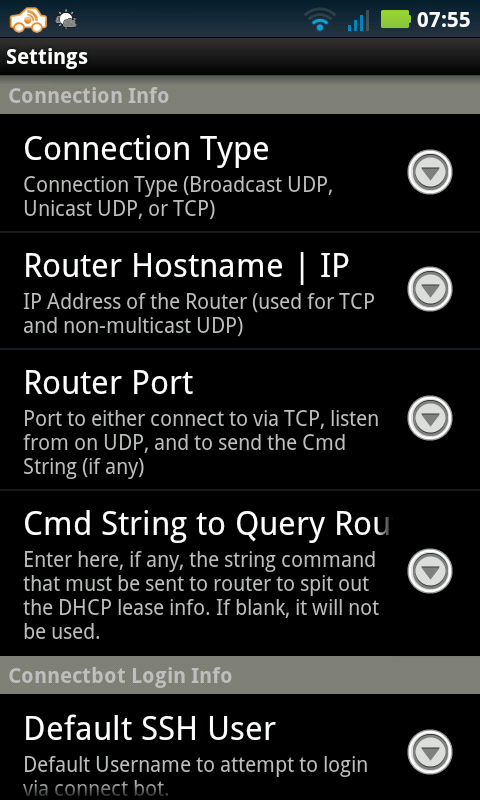 07:55
Settings
Connection Info
Connection Type
Connection Type (Broadcast UDP,
Unicast UDP, or TCP)
Router Hostname | IP
IP Address of the Router (used for TCP
and non-multicast UDP)
Router Port
Port to either connect to via TCP, listen
from on UDP, and to send the Cmd
String (if any)
Cmd String to Query Rou
Enter here, if any, the string command
that must be sent to router to spit out
the DHCP lease info. If blank, it will not
be used.
Connectbot Login Info
Default SSH User
Default Username to attempt to login
via connect bot.